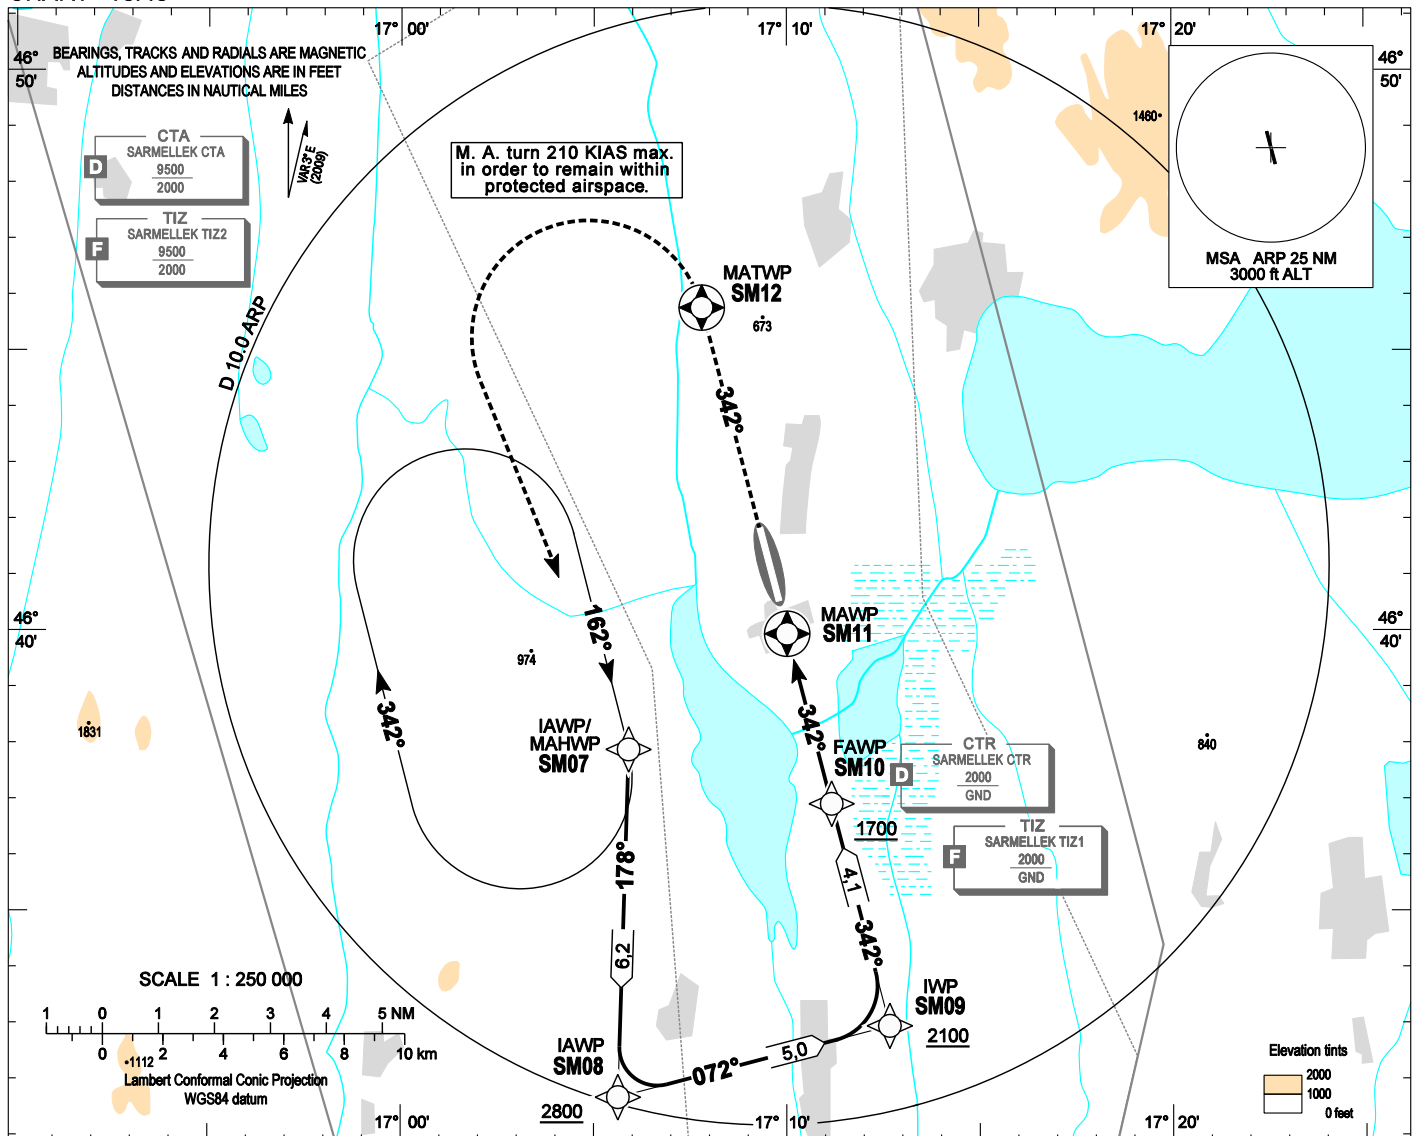 17° 00'
17° 10'
17° 20'
46°
50'
46°
50'
BEARINGS, TRACKS AND RADIALS ARE MAGNETIC
ALTITUDES AND ELEVATIONS ARE IN FEET
DISTANCES IN NAUTICAL MILES
VAR3°E
(2009)
CTA
SARMELLEK CTA
D
9500
2000
TIZ
SARMELLEK TIZ2
F
9500
2000
M. A. turn 210 KIAS max.
in order to remain within
protected airspace.
1460
MSA ARP 25 NM
3000 ft ALT
MATWP
SM12
673
D 10.0 ARP
342°
162°
974
342°
1831
46°
40'
46°
40'
MAWP
SM11
IAWP/
MAHWP
SM07
342°
FAWP
SM10
1700
CTR
SARMELLEK CTR
D
2000
GND
TIZ
SARMELLEK TIZ1
F
2000
GND
840
178°
6,2
4,1
342°
IWP
SM09
2100
5,0
072°
IAWP
SM08
2800
SCALE 1 : 250 000
1 0 1 2 3 4 5 NM
0 2 4 6 8 10 km
1112
Lambert Conformal Conic Projection
WGS84 datum
Elevation tints
2000
1000
0 feet
17° 00'
17° 10'
17° 20'